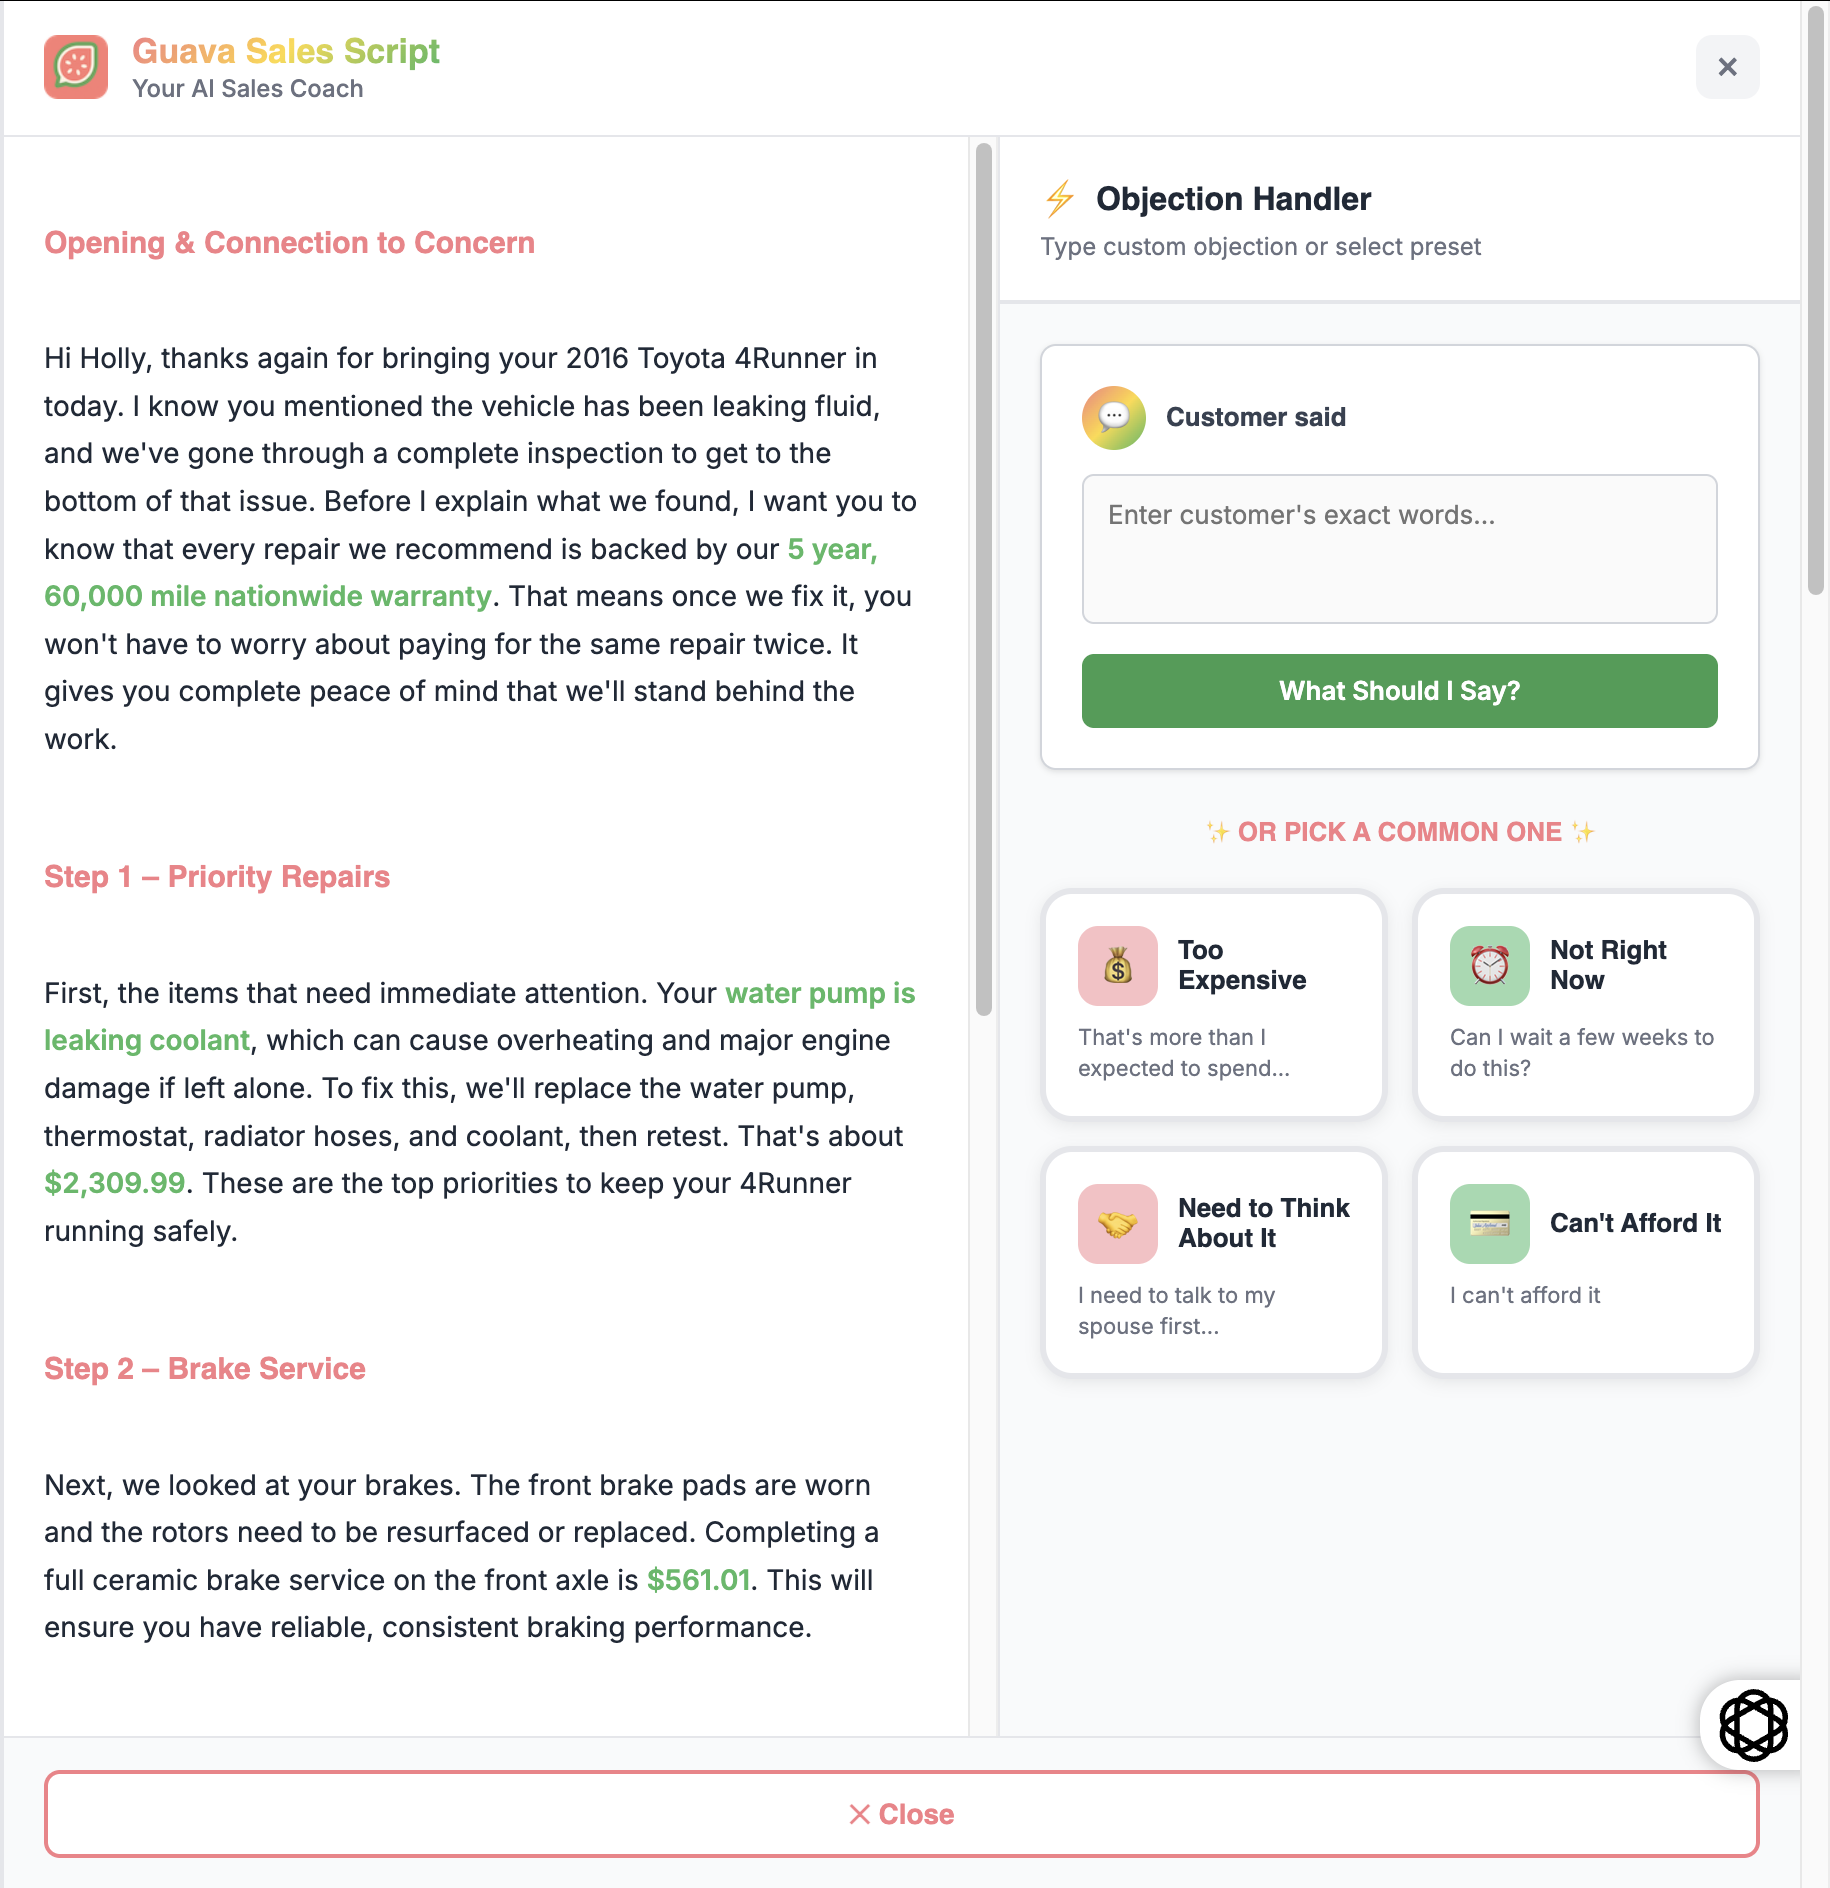 Guava Sales Script
Your AI Sales Coach
Opening & Connection to Concern
Hi Holly, thanks again for bringing your 2016 Toyota 4Runner in
today. I know you mentioned the vehicle has been leaking fluid,
and we've gone through a complete inspection to get to the
bottom of that issue. Before I explain what we found, I want you to
know that every repair we recommend is backed by our 5 year,
60,000 mile nationwide warranty. That means once we fix it, you
won't have to worry about paying for the same repair twice. It
gives you complete peace of mind that we'll stand behind the
work.
Step 1 – Priority Repairs
First, the items that need immediate attention. Your water pump is
leaking coolant, which can cause overheating and major engine
damage if left alone. To fix this, we'll replace the water pump,
thermostat, radiator hoses, and coolant, then retest. That's about
$2,309.99. These are the top priorities to keep your 4Runner
running safely.
Step 2 – Brake Service
Next, we looked at your brakes. The front brake pads are worn
and the rotors need to be resurfaced or replaced. Completing a
full ceramic brake service on the front axle is $561.01. This will
ensure you have reliable, consistent braking performance.
⚡ Objection Handler
Type custom objection or select preset
Customer said
Enter customer's exact words...
What Should I Say?
✨ OR PICK A COMMON ONE ✨
Too
Expensive
That's more than I
expected to spend...
Not Right
Now
Can I wait a few weeks to
do this?
Need to Think
About It
I need to talk to my
spouse first...
Can't Afford It
I can't afford it
Close